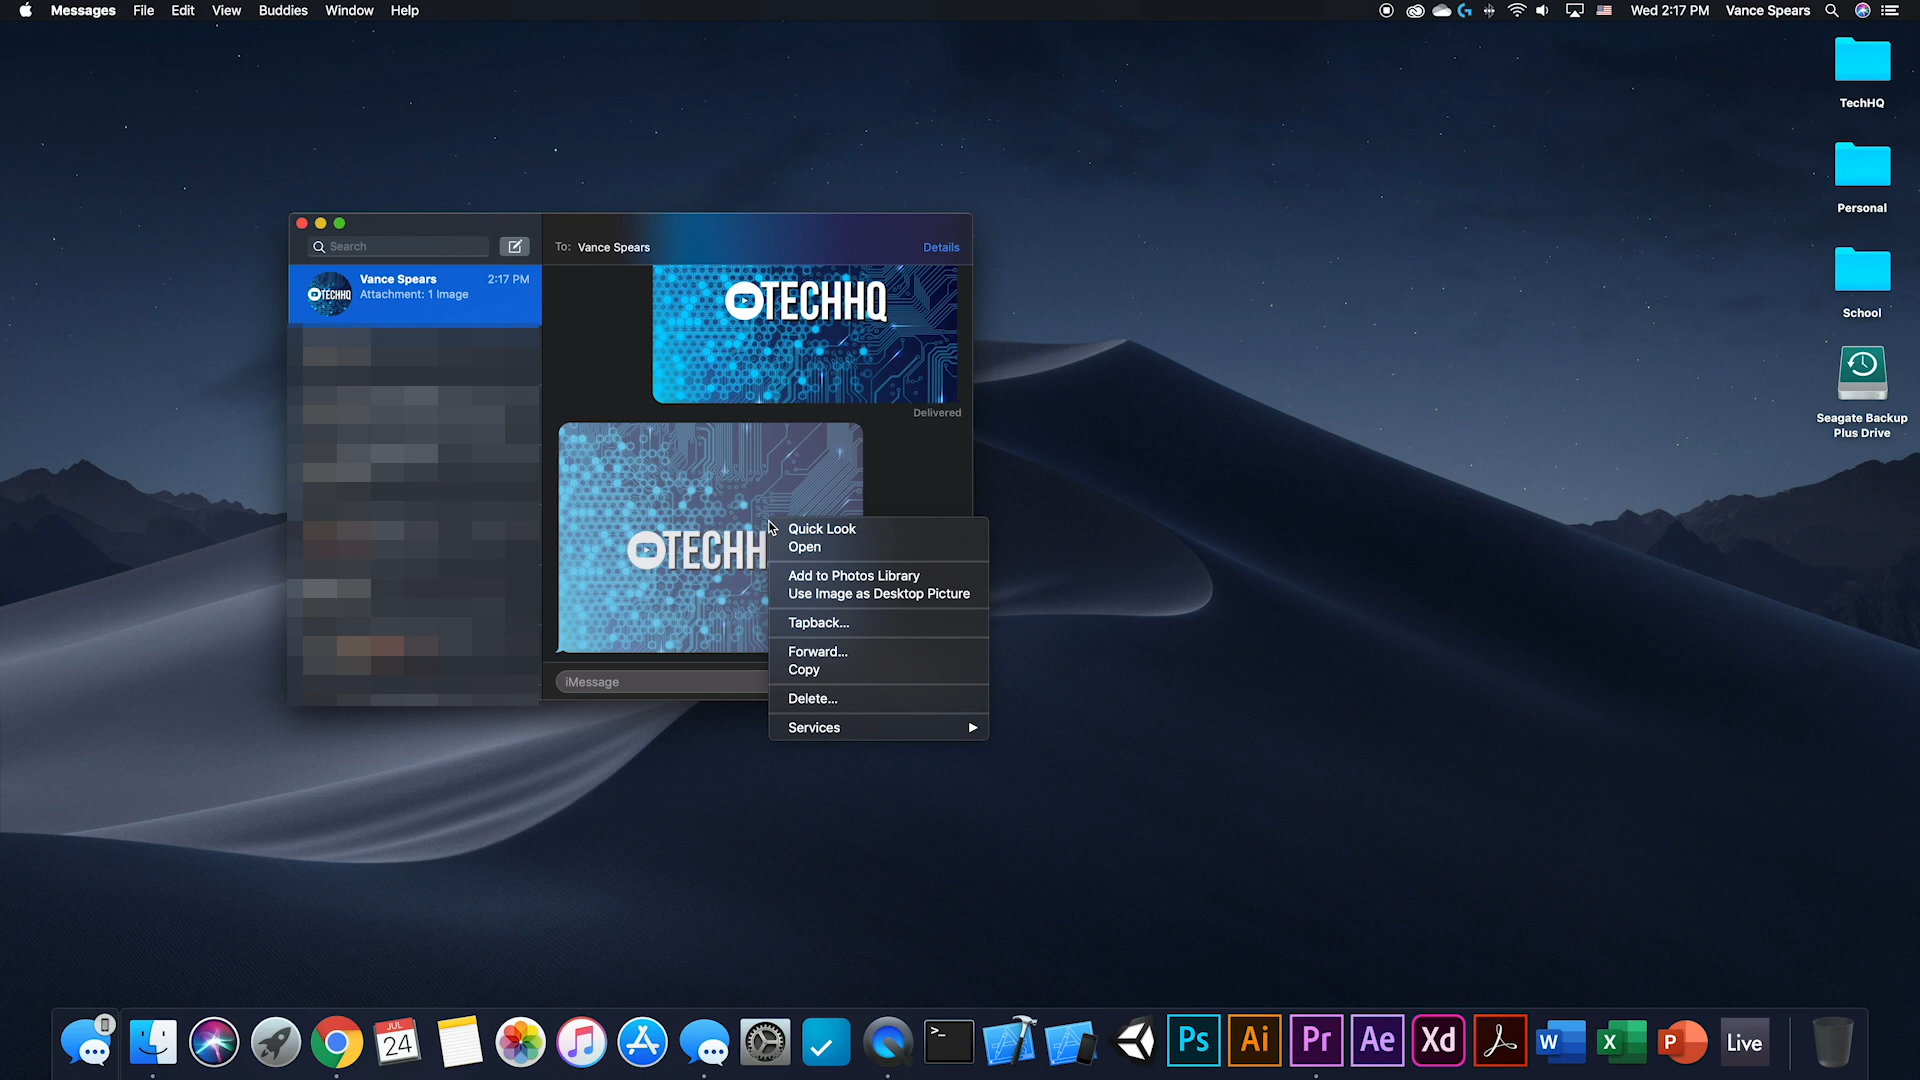 Messages File Edit View Buddies Window Help
Wed 2:17 PM Vance Spears
TechHQ
Personal
School
Seagate Backup
Plus Drive
Search
To: Vance Spears Details
Vance Spears 2:17 PM
Attachment: 1 Image
TECHHQ
TECHHQ
Delivered
TECHH
iMessage
Quick Look
Open
Add to Photos Library
Use Image as Desktop Picture
Tapback...
Forward...
Copy
Delete...
Services
JUL
24
>_
Ps
Ai
Pr
Ae
Xd
W
X
P
Live